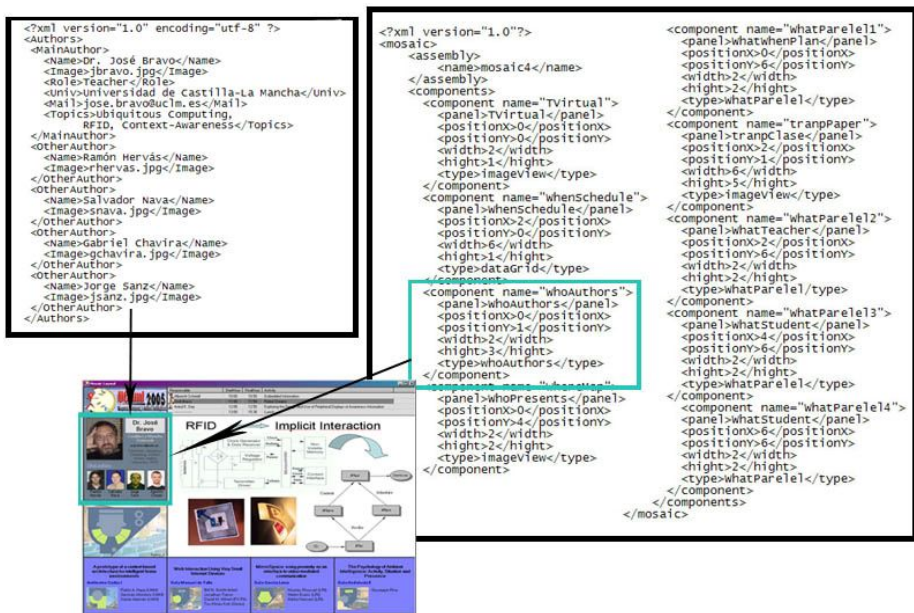 <?xml version="1.0" encoding="utf-8" ?>
<Authors>
<MainAuthor>
<Name>Dr. José Bravo</Name>
<Image>jbravo.jpg</Image>
<Role>Teacher</Role>
<Univ>Universidad de Castilla-La Mancha</Univ>
<Mail>jose.bravo@uclm.es</Mail>
<Topics>Ubiquitous Computing,
RFID, Context-Awareness</Topics>
</MainAuthor>
<OtherAuthor>
<Name>Ramón Hervás</Name>
<Image>rhervas.jpg</Image>
</OtherAuthor>
<OtherAuthor>
<Name>Salvador Nava</Name>
<Image>snava.jpg</Image>
</OtherAuthor>
<OtherAuthor>
<Name>Gabriel Chavira</Name>
<Image>gchavira.jpg</Image>
</OtherAuthor>
<OtherAuthor>
<Name>Jorge Sanz</Name>
<Image>jsanz.jpg</Image>
</OtherAuthor>
</Authors>
<?xml version="1.0"?>
<mosaic>
<assembly>
<name>mosaic4</name>
</assembly>
<components>
<component name="TVirtual">
<panel>TVirtual</panel>
<positionX>0</positionX>
<positionY>0</positionY>
<width>2</width>
<hight>1</hight>
<type>imageView</type>
</component>
<component name="WhenSchedule">
<panel>WhenSchedule</panel>
<positionX>2</positionX>
<positionY>0</positionY>
<width>6</width>
<hight>1</hight>
<type>dataGrid</type>
</component>
<component name="WhoAuthors">
<panel>WhoAuthors</panel>
<positionX>0</positionX>
<positionY>1</positionY>
<width>2</width>
<hight>3</hight>
<type>whoAuthors</type>
</component>
<component name="WhereMap">
<panel>WhoPresents</panel>
<positionX>0</positionX>
<positionY>4</positionY>
<width>2</width>
<hight>2</hight>
<type>imageView</type>
</component>
<component name="WhatParelel1">
<panel>WhatWhenPlan</panel>
<positionX>0</positionX>
<positionY>6</positionY>
<width>2</width>
<hight>2</hight>
<type>WhatParelel</type>
</component>
<component name="tranpPaper">
<panel>tranpClase</panel>
<positionX>2</positionX>
<positionY>1</positionY>
<width>6</width>
<hight>5</hight>
<type>imageView</type>
</component>
<component name="WhatParelel2">
<panel>WhatTeacher</panel>
<positionX>2</positionX>
<positionY>6</positionY>
<width>2</width>
<hight>2</hight>
<type>WhatParelel</type>
</component>
<component name="WhatParelel3">
<panel>WhatStudent</panel>
<positionX>4</positionX>
<positionY>6</positionY>
<width>2</width>
<hight>2</hight>
<type>WhatParelel</type>
</component>
<component name="WhatParelel4">
<panel>WhatStudent</panel>
<positionX>6</positionX>
<positionY>6</positionY>
<width>2</width>
<hight>2</hight>
<type>WhatParelel</type>
</component>
</components>
</mosaic>
2005
Dr. José
Bravo
RFID
Implicit Interaction